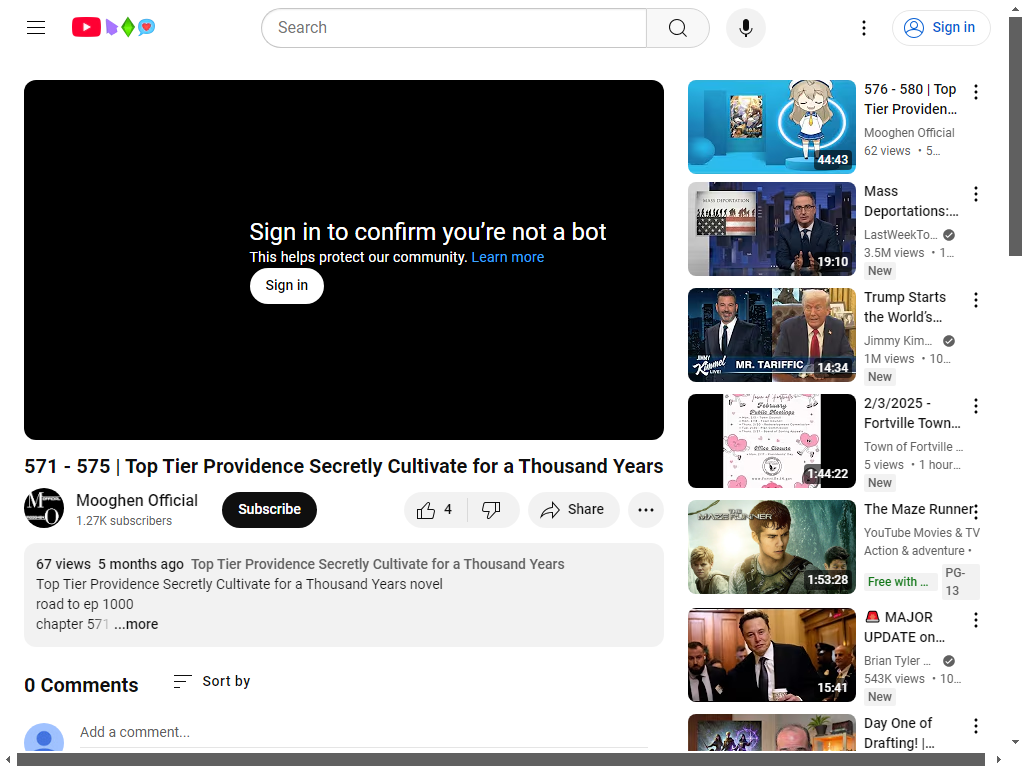 Search
Sign in
Sign in to confirm you’re not a bot
This helps protect our community. Learn more
Sign in
571 - 575 | Top Tier Providence Secretly Cultivate for a Thousand Years
Mooghen Official
1.27K subscribers
Subscribe
4
Share
67 views 5 months ago Top Tier Providence Secretly Cultivate for a Thousand Years
Top Tier Providence Secretly Cultivate for a Thousand Years novel
road to ep 1000
chapter 571 ...more
0 Comments
Sort by
Add a comment...
44:43
576 - 580 | Top
Tier Providen…
Mooghen Official
62 views • 5…
MASS DEPORTATION
19:10
Mass
Deportations:…
LastWeekTo…
3.5M views • 1…
New
JIMMY
Kimmel
LIVE!
MR. TARIFFIC
14:34
Trump Starts
the World’s…
Jimmy Kim…
1M views • 10…
New
February
Public Meetings
Office Closure
1:44:22
2/3/2025 -
Fortville Town…
Town of Fortville …
5 views • 1 hour…
New
THE
MAZE RUNNER
1:53:28
The Maze Runner
YouTube Movies & TV
Action & adventure •
Free with …
PG-
13
15:41
🚨 MAJOR
UPDATE on…
Brian Tyler …
543K views • 10…
New
Day One of
Drafting! |…